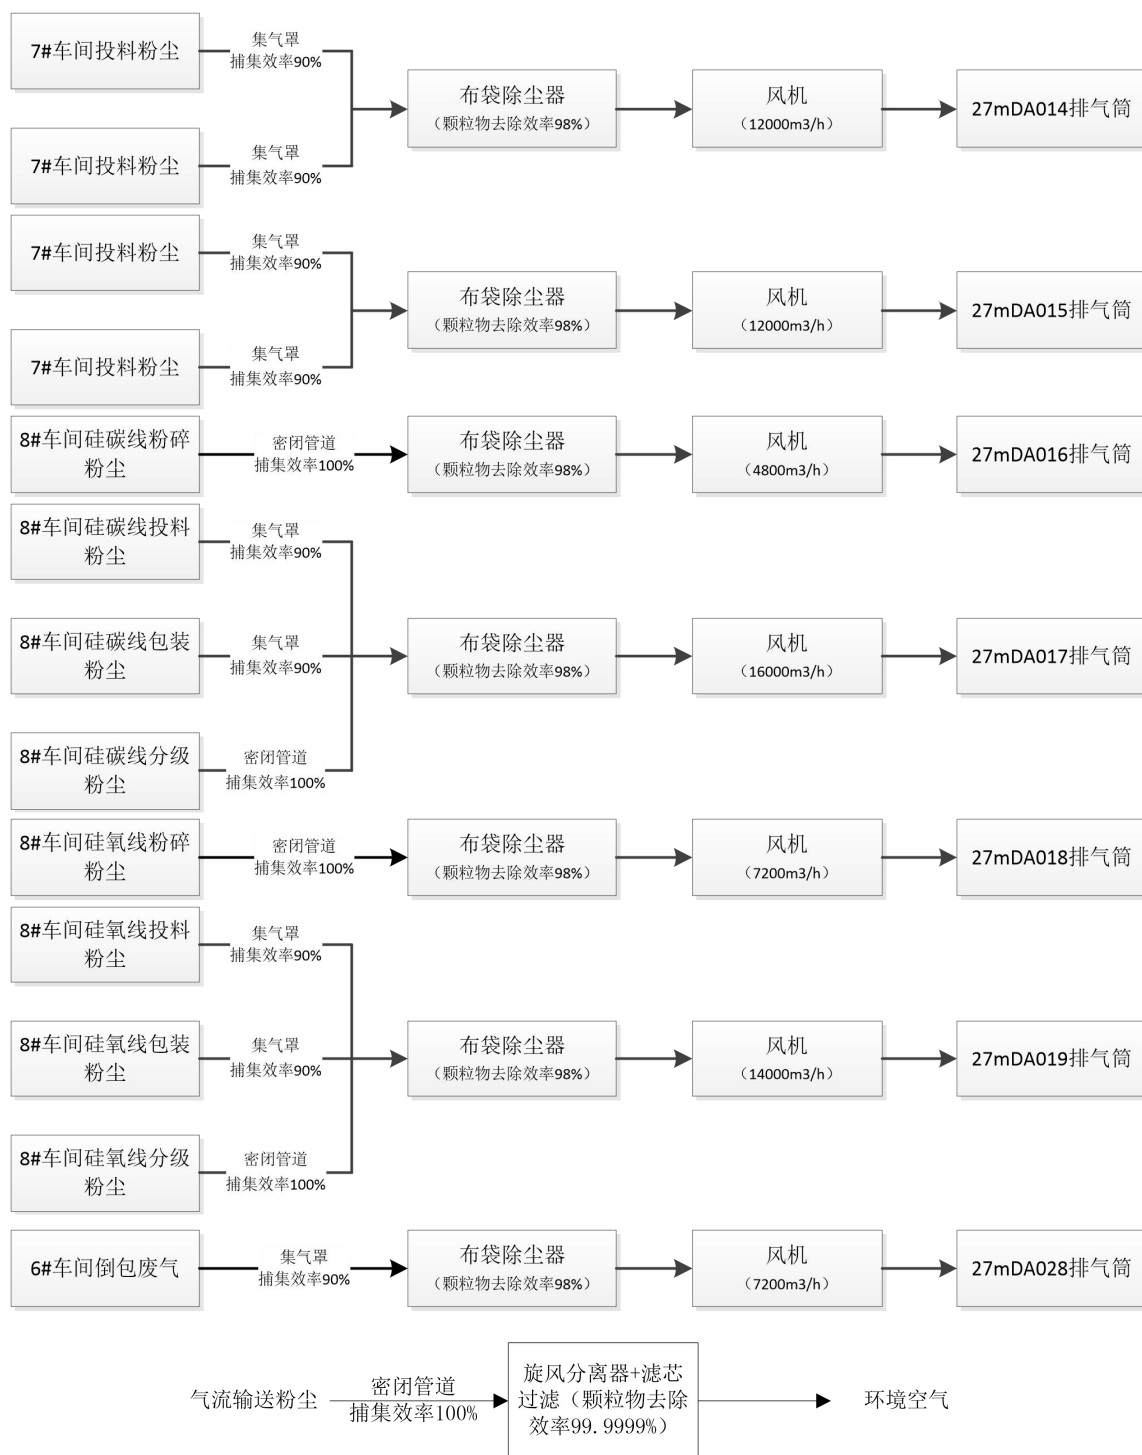 7#车间投料粉尘
集气罩
捕集效率90%
7#车间投料粉尘
集气罩
捕集效率90%
布袋除尘器
（颗粒物去除效率98%）
风机
（12000m3/h）
27mDA014排气筒
7#车间投料粉尘
集气罩
捕集效率90%
7#车间投料粉尘
集气罩
捕集效率90%
布袋除尘器
（颗粒物去除效率98%）
风机
（12000m3/h）
27mDA015排气筒
8#车间硅碳线粉碎
粉尘
密闭管道
捕集效率100%
布袋除尘器
（颗粒物去除效率98%）
风机
（4800m3/h）
27mDA016排气筒
8#车间硅碳线投料
粉尘
集气罩
捕集效率90%
8#车间硅碳线包装
粉尘
集气罩
捕集效率90%
8#车间硅碳线分级
粉尘
密闭管道
捕集效率100%
布袋除尘器
（颗粒物去除效率98%）
风机
（16000m3/h）
27mDA017排气筒
8#车间硅氧线粉碎
粉尘
密闭管道
捕集效率100%
布袋除尘器
（颗粒物去除效率98%）
风机
（7200m3/h）
27mDA018排气筒
8#车间硅氧线投料
粉尘
集气罩
捕集效率90%
8#车间硅氧线包装
粉尘
集气罩
捕集效率90%
8#车间硅氧线分级
粉尘
密闭管道
捕集效率100%
布袋除尘器
（颗粒物去除效率98%）
风机
（14000m3/h）
27mDA019排气筒
6#车间倒包废气
集气罩
捕集效率90%
布袋除尘器
（颗粒物去除效率98%）
风机
（7200m3/h）
27mDA028排气筒
气流输送粉尘
密闭管道
捕集效率100%
旋风分离器+滤芯
过滤（颗粒物去除
效率99.9999%）
环境空气